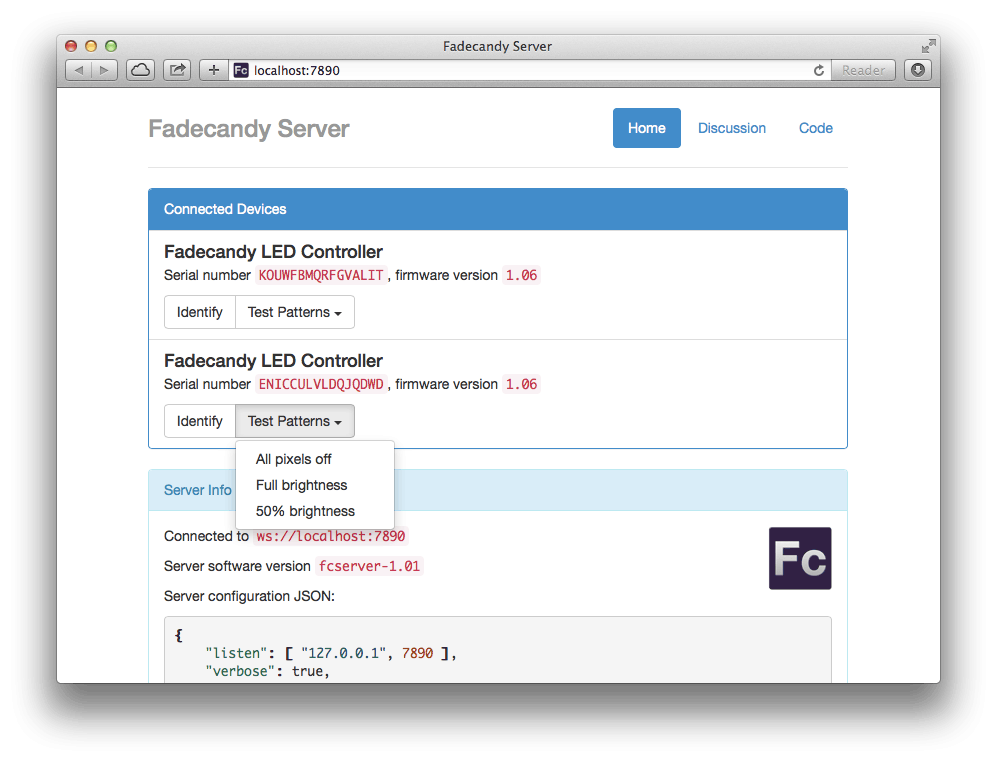 Fadecandy Server
Fc localhost:7890 Reader
Fadecandy Server Home Discussion Code
Connected Devices
Fadecandy LED Controller
Serial number KOUWFBMQRFGVALIT, firmware version 1.06
Identify Test Patterns
Fadecandy LED Controller
Serial number ENICCULVLDQJQDWD, firmware version 1.06
Identify Test Patterns
All pixels off
Full brightness
50% brightness
Server Info
Connected to ws://localhost:7890
Fc
Server software version fcserver-1.01
Server configuration JSON:
{
"listen": [ "127.0.0.1", 7890 ],
"verbose": true,